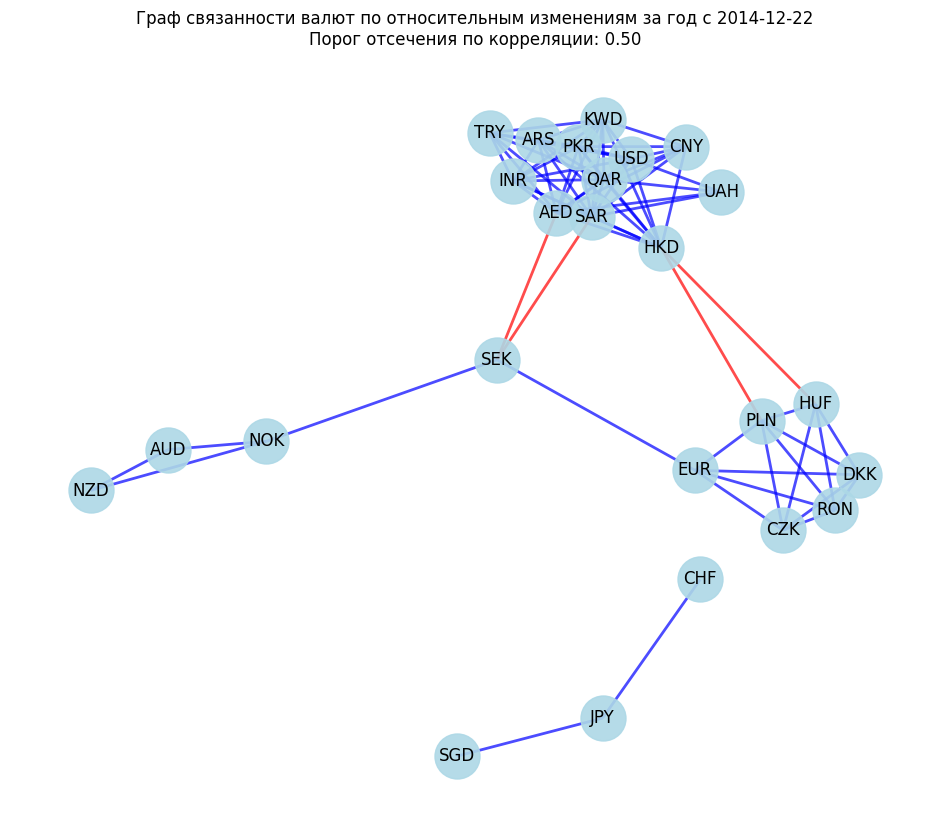 Граф связанности валют по относительным изменениям за год с 2014-12-22
Порог отсечения по корреляции: 0.50
KWD
TRY
ARS
PKR
CNY
USD
INR
QAR
UAH
AED
SAR
HKD
SEK
HUF
PLN
NOK
AUD
EUR
DKK
NZD
RON
CZK
CHF
JPY
SGD